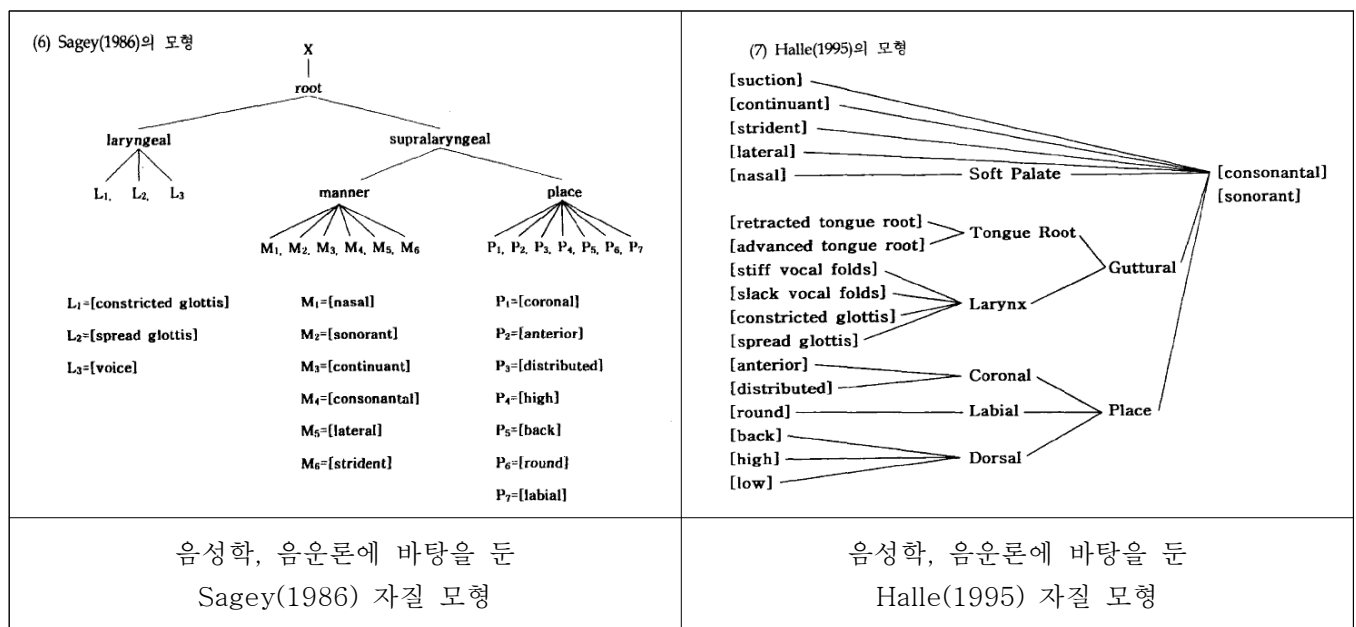 (6) Sagey(1986)의 모형
X
root
laryngeal supralaryngeal
manner place
L1, L2, L3
M1, M2, M3, M4, M5, M6
P1, P2, P3, P4, P5, P6, P7
L1=[constricted glottis]
L2=[spread glottis]
L3=[voice]
M1=[nasal]
M2=[sonorant]
M3=[continuant]
M4=[consonantal]
M5=[lateral]
M6=[strident]
P1=[coronal]
P2=[anterior]
P3=[distributed]
P4=[high]
P5=[back]
P6=[round]
P7=[labial]
음성학, 음운론에 바탕을 둔
Sagey(1986) 자질 모형
(7) Halle(1995)의 모형
[suction]
[continuant]
[strident]
[lateral]
[nasal] Soft Palate
[consonantal]
[sonorant]
[retracted tongue root]
[advanced tongue root]
Tongue Root
[stiff vocal folds]
[slack vocal folds]
[constricted glottis]
[spread glottis]
Larynx
Guttural
[anterior]
[distributed]
Coronal
[round] Labial Place
[back]
[high] Dorsal
[low]
음성학, 음운론에 바탕을 둔
Halle(1995) 자질 모형